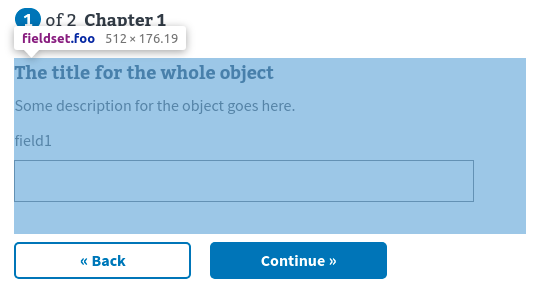 1 of 2 Chapter 1
fieldset.foo 512 × 176.19
The title for the whole object
Some description for the object goes here.
field1
« Back
Continue »